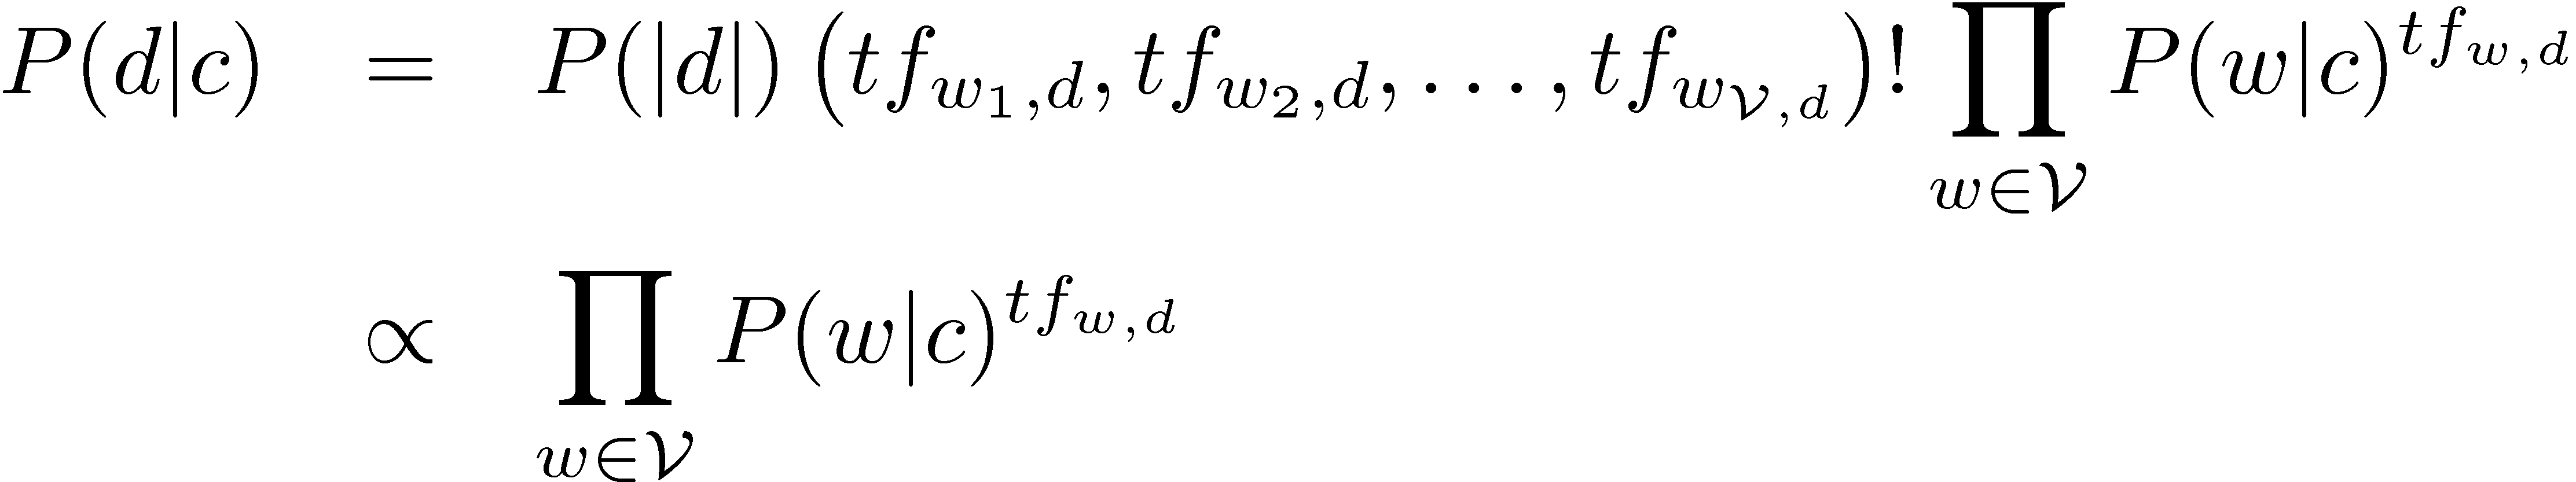 P(d|c) = P(|d|) (tf_{w_1,d}, tf_{w_2,d}, …, tf_{w_𝒱,d})! ∏_{w∈𝒱} P(w|c)^{tf_{w,d}}
∝ ∏_{w∈𝒱} P(w|c)^{tf_{w,d}}